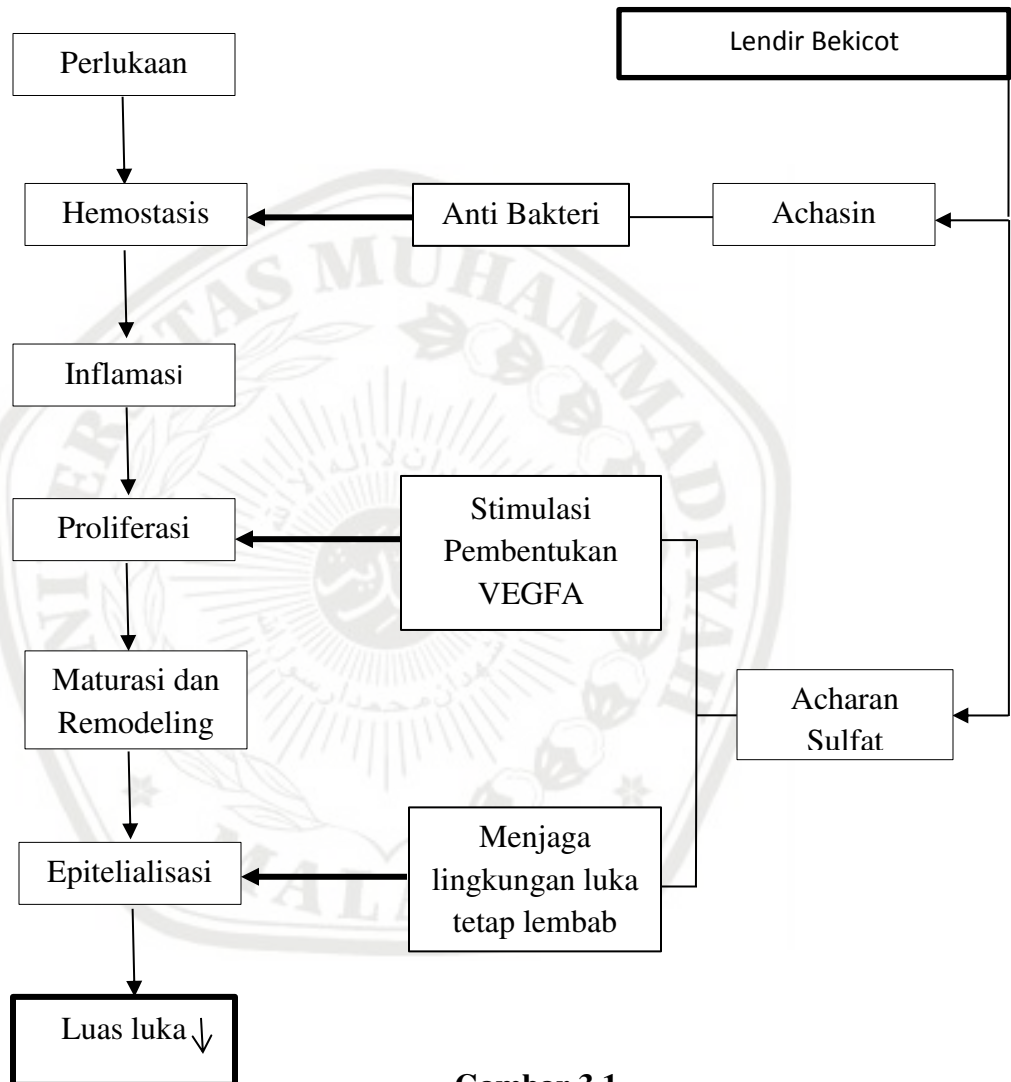 Lendir Bekicot
Perlukaan
Hemostasis
Anti Bakteri
Achasin
Inflamasi
Proliferasi
Stimulasi
Pembentukan
VEGFA
Maturasi dan
Remodeling
Acharan
Sulfat
Epitelialisasi
Menjaga
lingkungan luka
tetap lembab
Luas luka ↓
Gambar 3.1
MUHAMMADIYAH